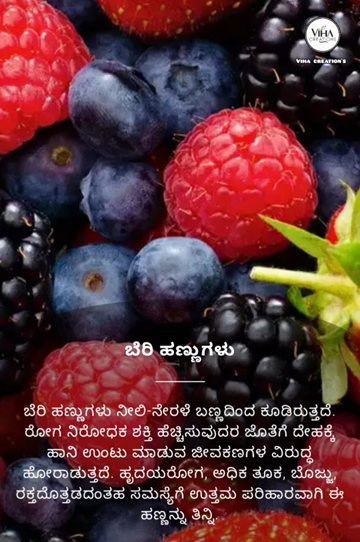 VIHA
CREATIONS
VIHA CREATION'S
ಬೆರಿ ಹಣ್ಣುಗಳು
ಬೆರಿ ಹಣ್ಣುಗಳು ನೀಲಿ-ನೇರಳೆ ಬಣ್ಣದಿಂದ ಕೂಡಿರುತ್ತದೆ.
ರೋಗ ನಿರೋಧಕ ಶಕ್ತಿ ಹೆಚ್ಚಿಸುವುದರ ಜೊತೆಗೆ ದೇಹಕ್ಕೆ
ಹಾನಿ ಉಂಟು ಮಾಡುವ ಜೀವಕಣಗಳ ವಿರುದ್ಧ
ಹೋರಾಡುತ್ತದೆ. ಹೃದಯರೋಗ, ಅಧಿಕ ತೂಕ, ಬೊಜ್ಜು,
ರಕ್ತದೊತ್ತಡದಂತಹ ಸಮಸ್ಯೆಗೆ ಉತ್ತಮ ಪರಿಹಾರವಾಗಿ ಈ
ಹಣ್ಣನ್ನು ತಿನ್ನಿ.